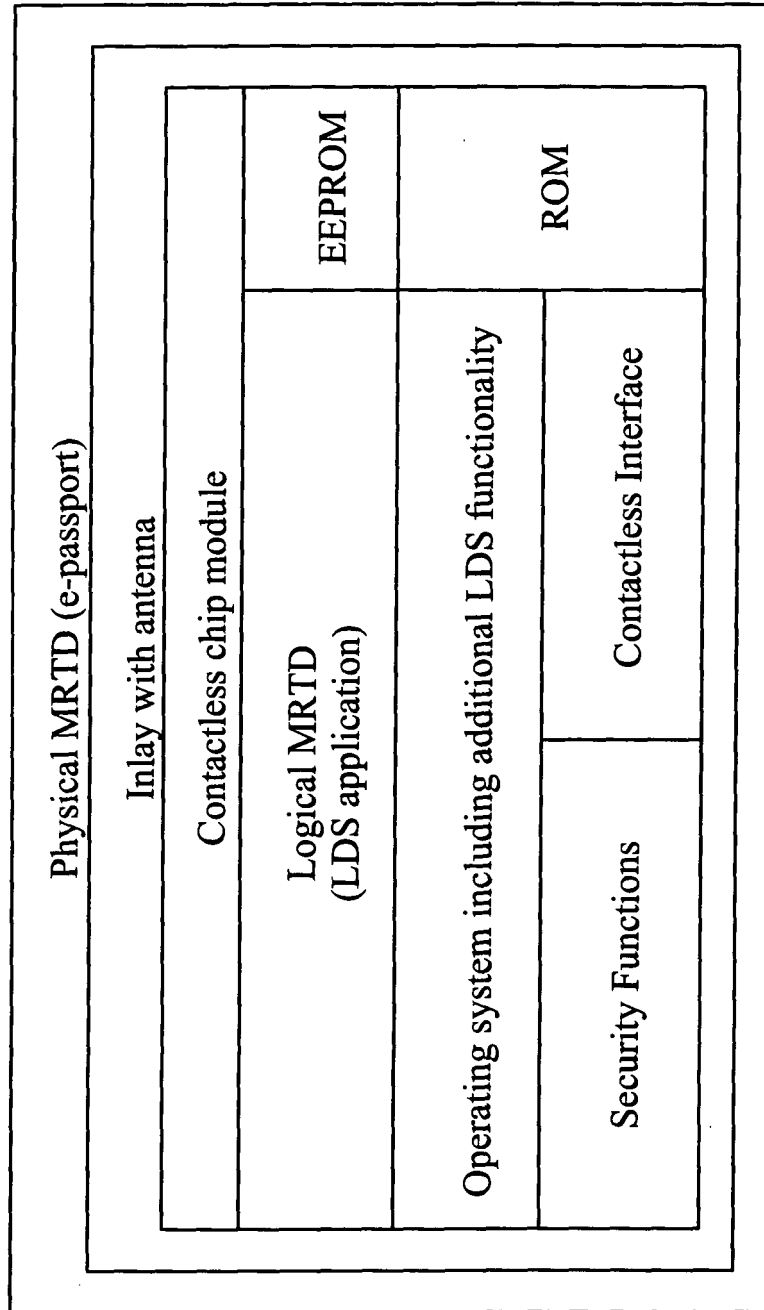 Physical MRTD (e-passport)
Inlay with antenna
Contactless chip module
Logical MRTD
(LDS application)
EEPROM
Operating system including additional LDS functionality
ROM
Security Functions
Contactless Interface